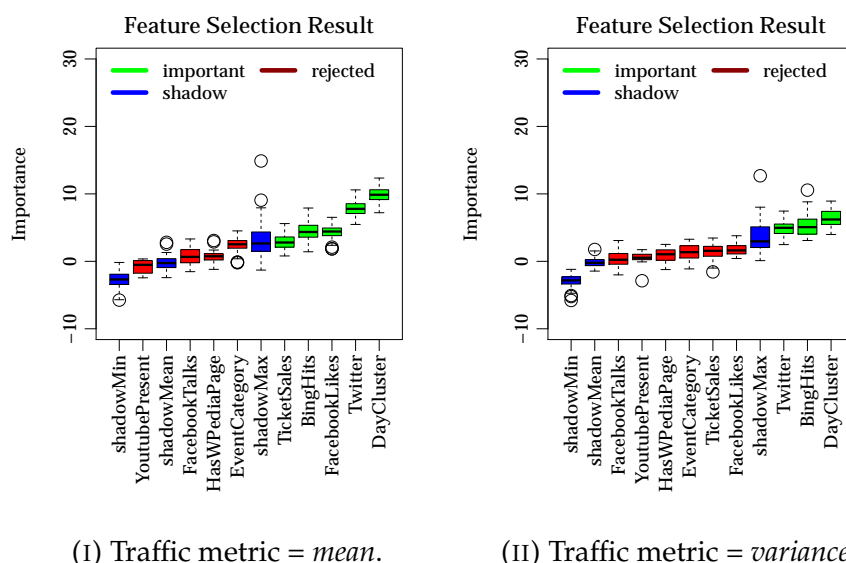 Feature Selection Result
Importance
30
20
10
0
−10
important
rejected
shadow
shadowMin
YoutubePresent
shadowMean
FacebookTalks
HasWPediaPage
EventCategory
shadowMax
TicketSales
BingHits
FacebookLikes
Twitter
DayCluster
(I) Traffic metric = mean.
Feature Selection Result
Importance
30
20
10
0
−10
important
rejected
shadow
shadowMin
shadowMean
FacebookTalks
YoutubePresent
HasWPediaPage
EventCategory
TicketSales
FacebookLikes
shadowMax
Twitter
BingHits
DayCluster
(II) Traffic metric = variance